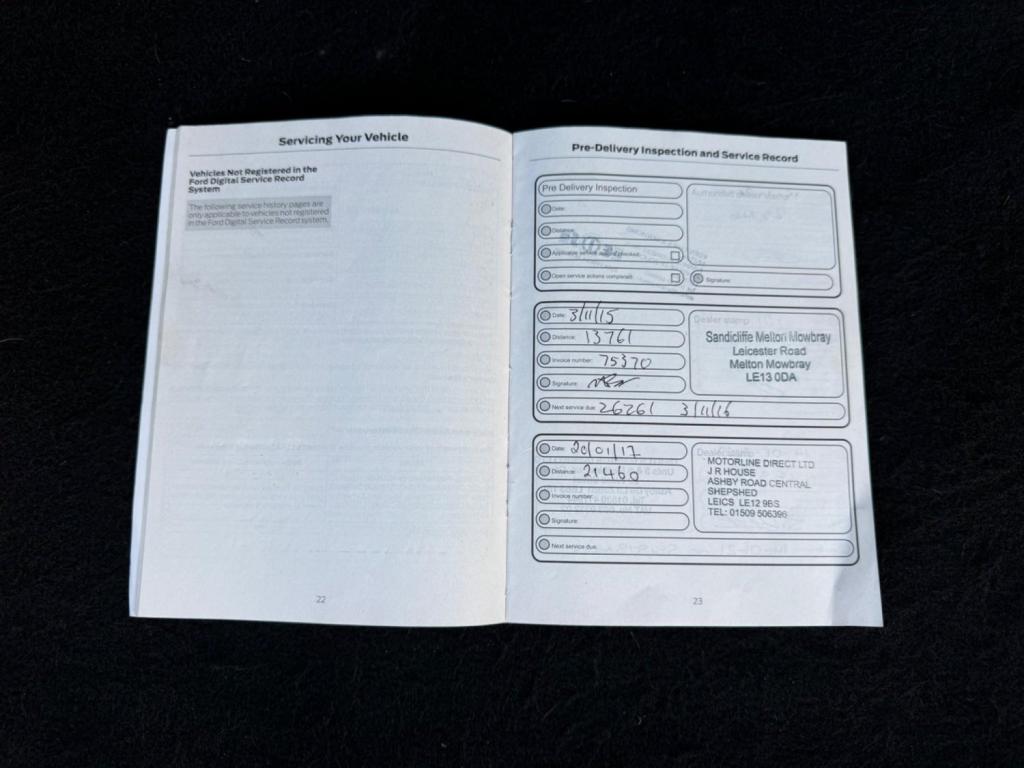 Servicing Your Vehicle
Vehicles Not Registered in the
Ford Digital Service Record
System
The following service history pages are
only applicable to vehicles not registered
in the Ford Digital Service Record system.
22
Pre-Delivery Inspection and Service Record
Pre Delivery Inspection
Date:
Distance:
Applicable service
Open service actions completed:
Signature:
Date: 3/11/15
Distance: 13761
Invoice number: 75370
Signature:
Next service due: 26261 3/11/16
Dealer stamp
Sandicliffe Melton Mowbray
Leicester Road
Melton Mowbray
LE13 0DA
Date: 20/01/17
Distance: 21460
Invoice number:
Signature:
Next service due:
MOTORLINE DIRECT LTD
J R HOUSE
ASHBY ROAD CENTRAL
SHEPSHED
LEICS LE12 9BS
TEL: 01509 506396
23